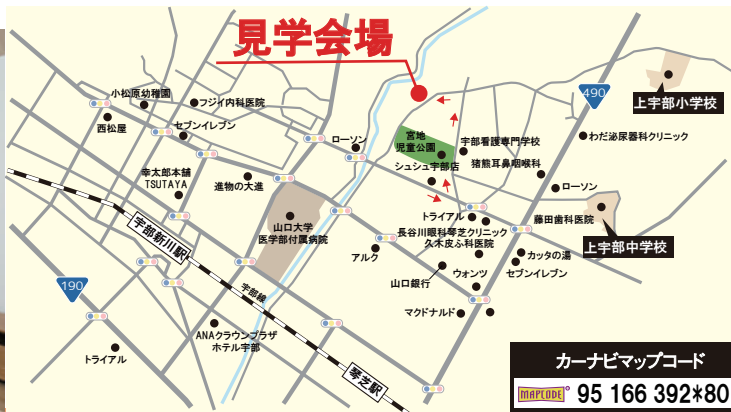 見学会場
490
上宇部小学校
小松原幼稚園
フジイ内科医院
西松屋
セブンイレブン
ローソン
宮地
児童公園
宇部看護専門学校
わだ泌尿器科クリニック
幸太郎本舗
TSUTAYA
進物の大進
シュシュ宇部店
猪熊耳鼻咽喉科
ローソン
山口大学
医学部付属病院
トライアル
藤田歯科医院
宇部新川駅
長谷川眼科琴芝クリニック
久木皮ふ科医院
上宇部中学校
アルク
カッタの湯
セブンイレブン
山口銀行
ウォンツ
190
宇部線
マクドナルド
ANAクラウンプラザ
ホテル宇部
トライアル
琴芝駅
カーナビマップコード
MAPCODE 95 166 392*80